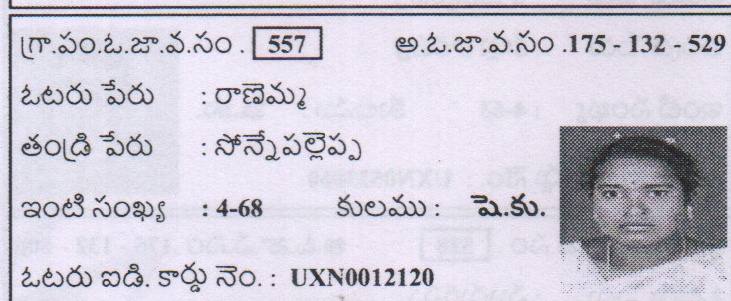 గ్రా.పం.ఓ.జా.వ.సం . 557 అ.ఓ.జా.వ.సం .175 - 132 - 529
ఓటరు పేరు : రాణెమ్మ
తండ్రి పేరు : సోన్నేపల్లెప్ప
ఇంటి సంఖ్య : 4-68 కులము : షె.కు.
ఓటరు ఐడి. కార్డు నెం. : UXN0012120